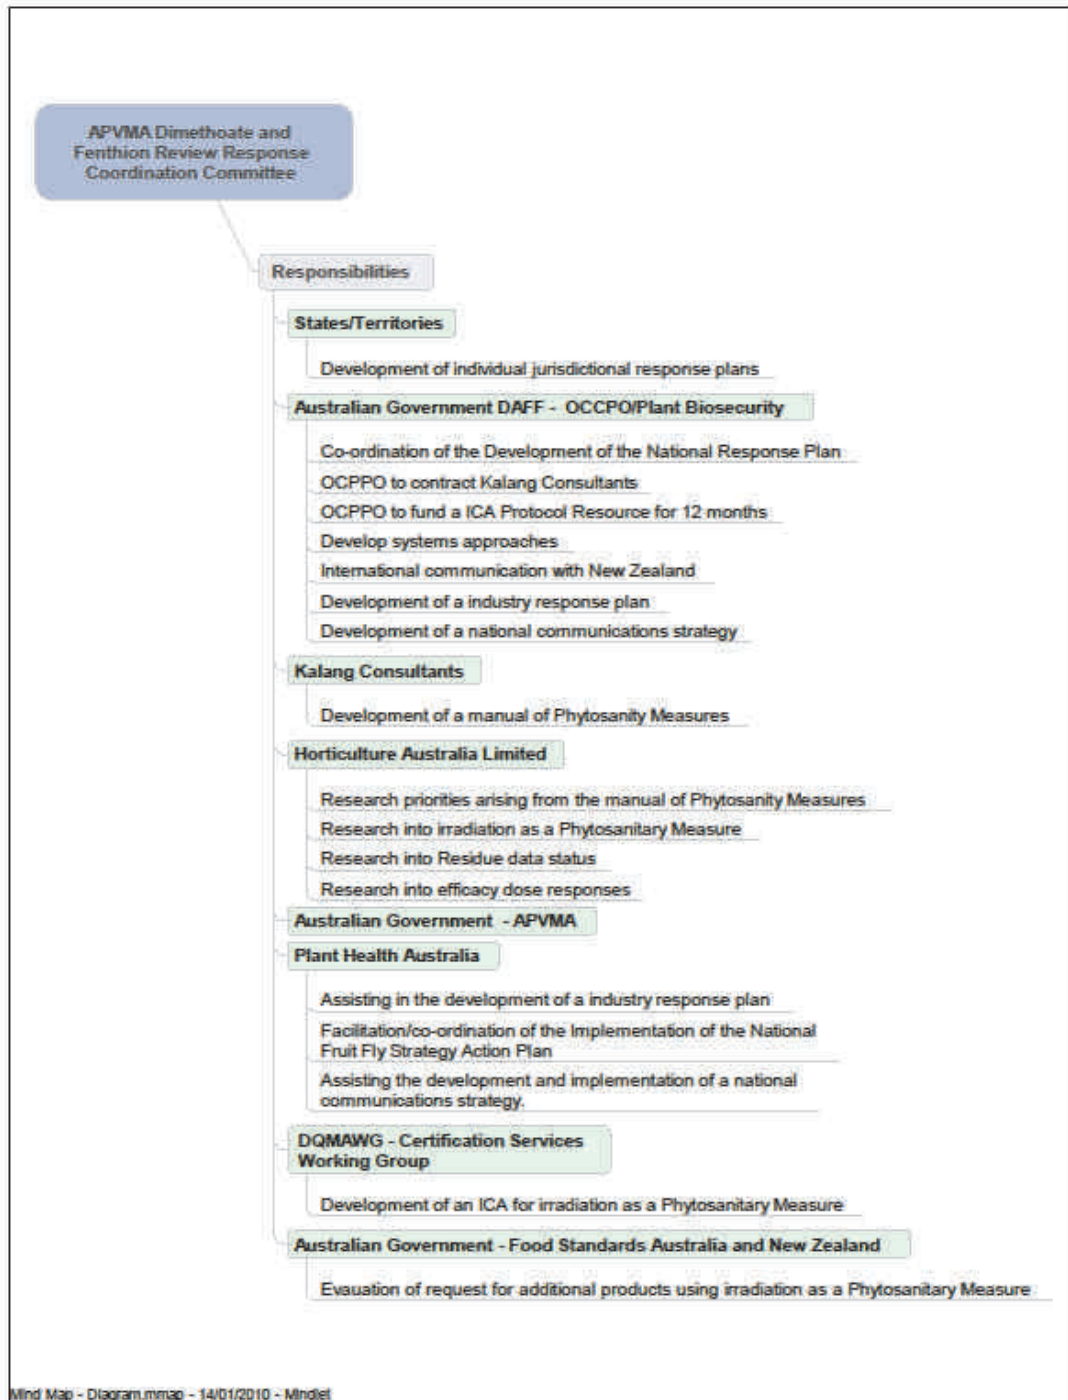 APVMA Dimethoate and
Fenthion Review Response
Coordination Committee
Responsibilities
States/Territories
Development of individual jurisdictional response plans
Australian Government DAFF - OCCPO/Plant Biosecurity
Co-ordination of the Development of the National Response Plan
OCPPO to contract Kalang Consultants
OCPPO to fund a ICA Protocol Resource for 12 months
Develop systems approaches
International communication with New Zealand
Development of a industry response plan
Development of a national communications strategy
Kalang Consultants
Development of a manual of Phytosanity Measures
Horticulture Australia Limited
Research priorities arising from the manual of Phytosanity Measures
Research into irradiation as a Phytosanitary Measure
Research into Residue data status
Research into efficacy dose responses
Australian Government - APVMA
Plant Health Australia
Assisting in the development of a industry response plan
Facilitation/co-ordination of the Implementation of the National
Fruit Fly Strategy Action Plan
Assisting the development and implementation of a national
communications strategy.
DQMAWG - Certification Services
Working Group
Development of an ICA for irradiation as a Phytosanitary Measure
Australian Government - Food Standards Australia and New Zealand
Evauation of request for additional products using irradiation as a Phytosanitary Measure
Mind Map - Diagram.mmap - 14/01/2010 - Mindjet